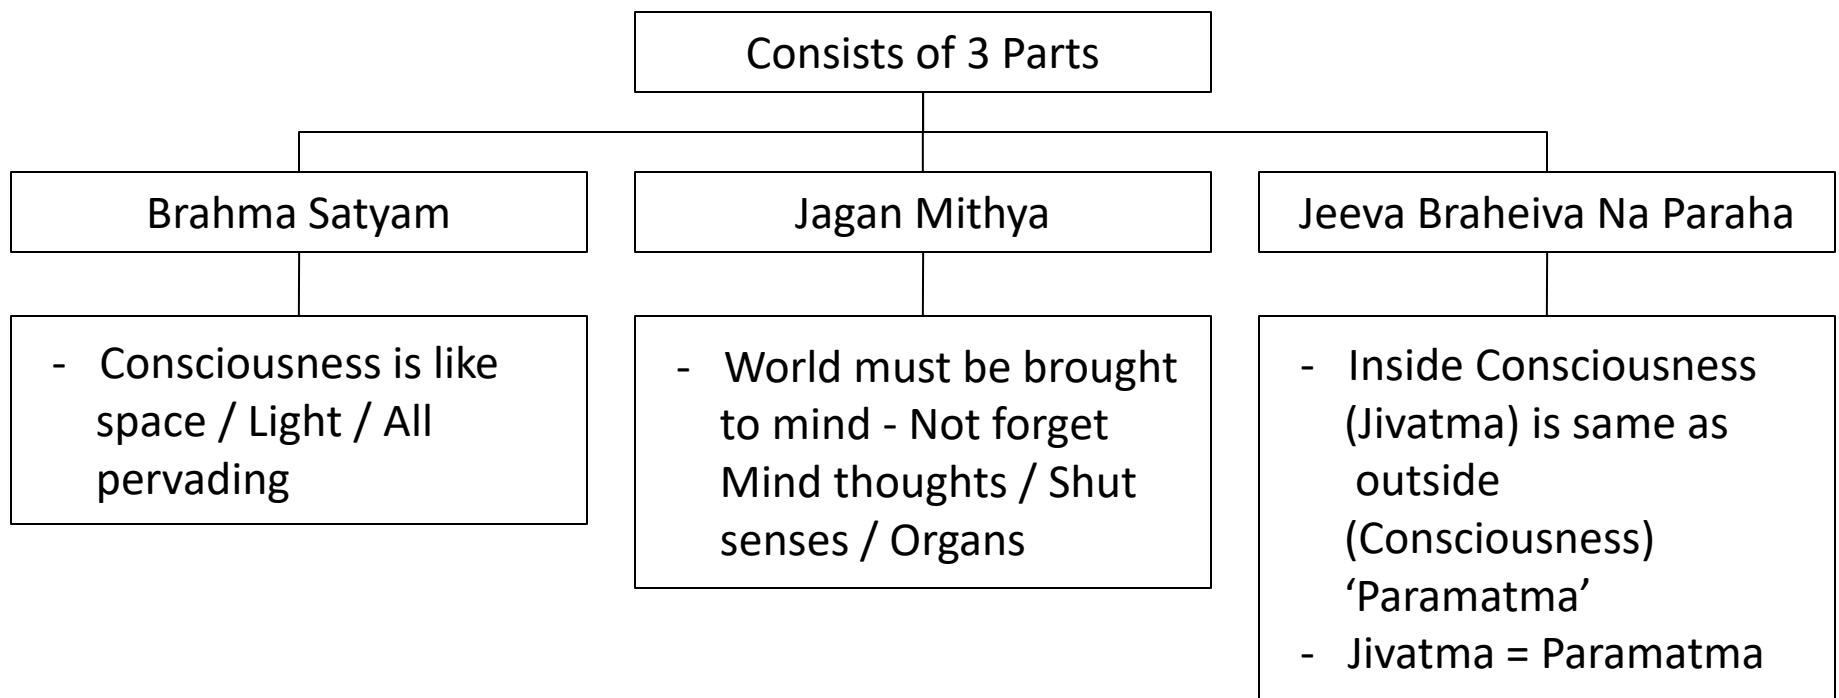 Consists of 3 Parts
Brahma Satyam
Jagan Mithya
Jeeva Braheiva Na Paraha
- Consciousness is like
space / Light / All
pervading
- World must be brought
to mind - Not forget
Mind thoughts / Shut
senses / Organs
- Inside Consciousness
(Jivatma) is same as
outside
(Consciousness)
‘Paramatma’
- Jivatma = Paramatma